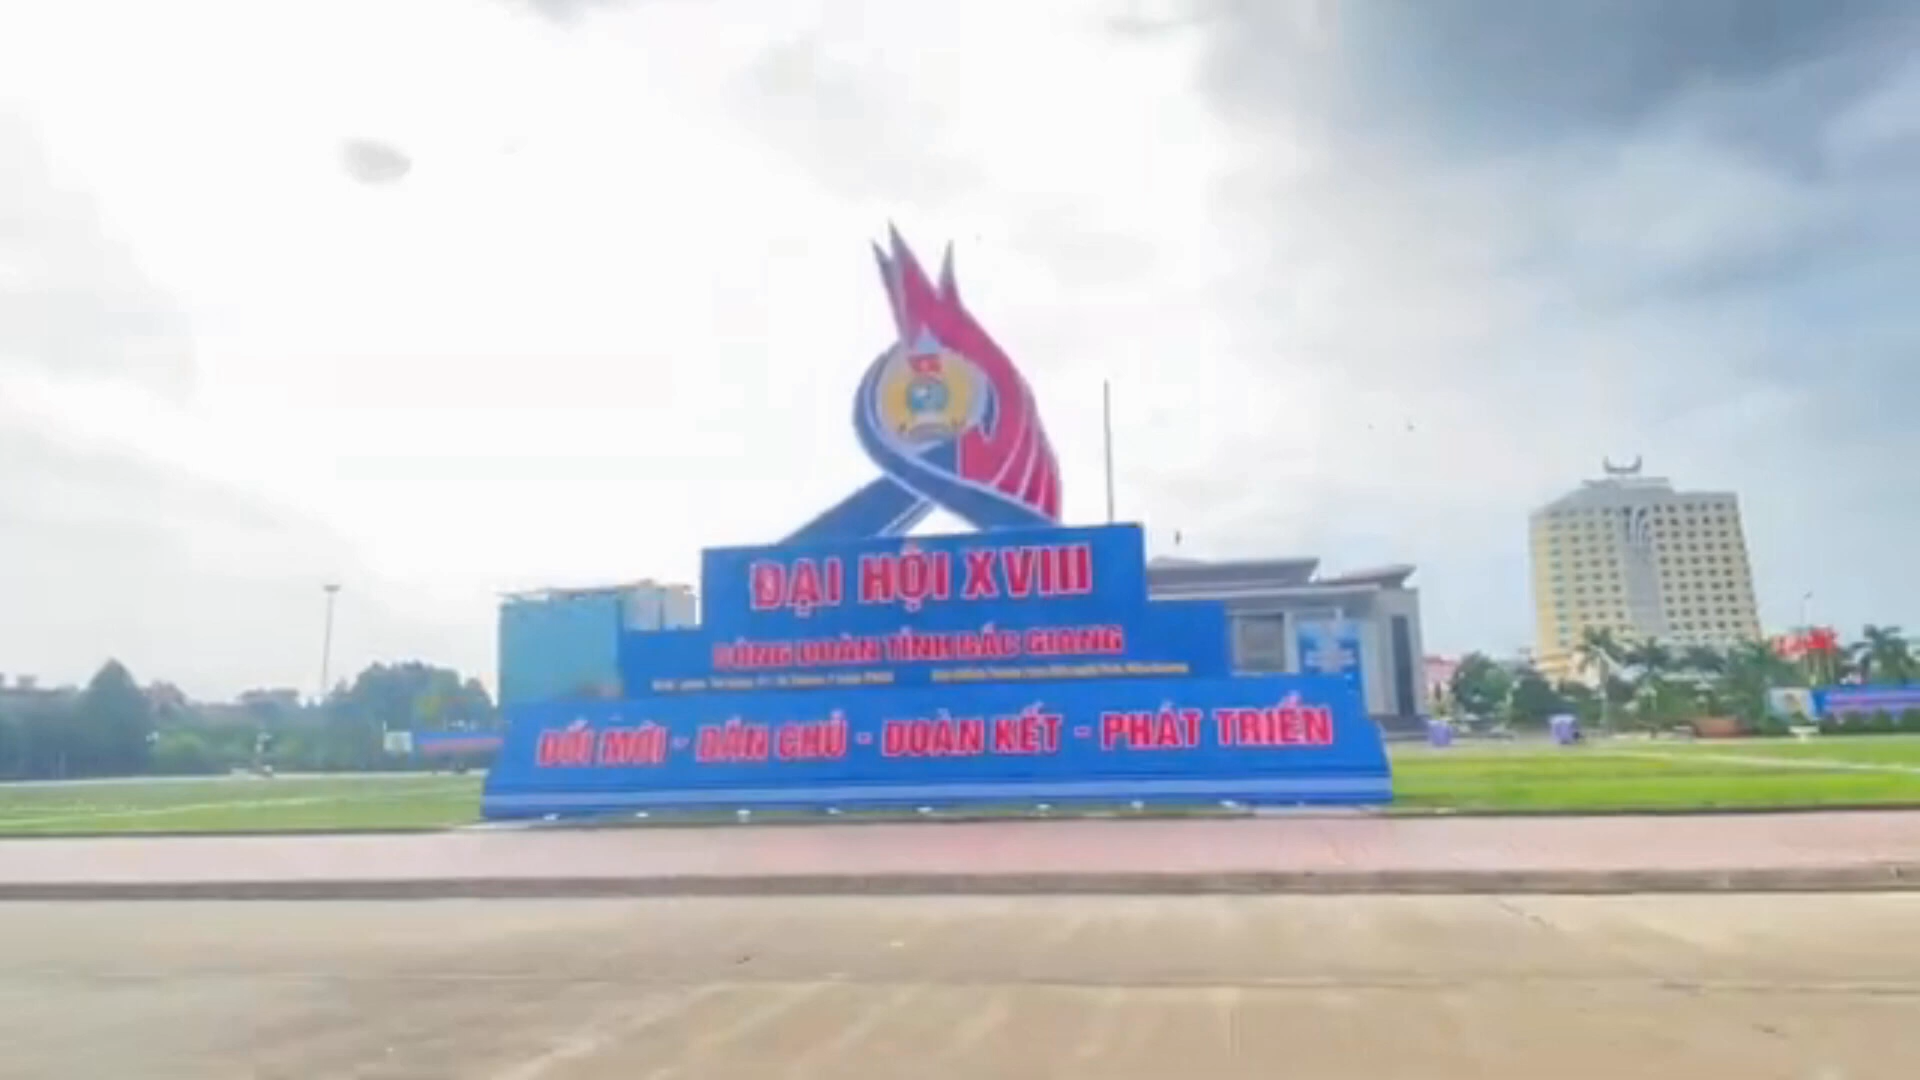 ĐẠI HỘI XVIII
CÔNG ĐOÀN TỈNH BẮC GIANG
ĐỔI MỚI - DÂN CHỦ - ĐOÀN KẾT - PHÁT TRIỂN